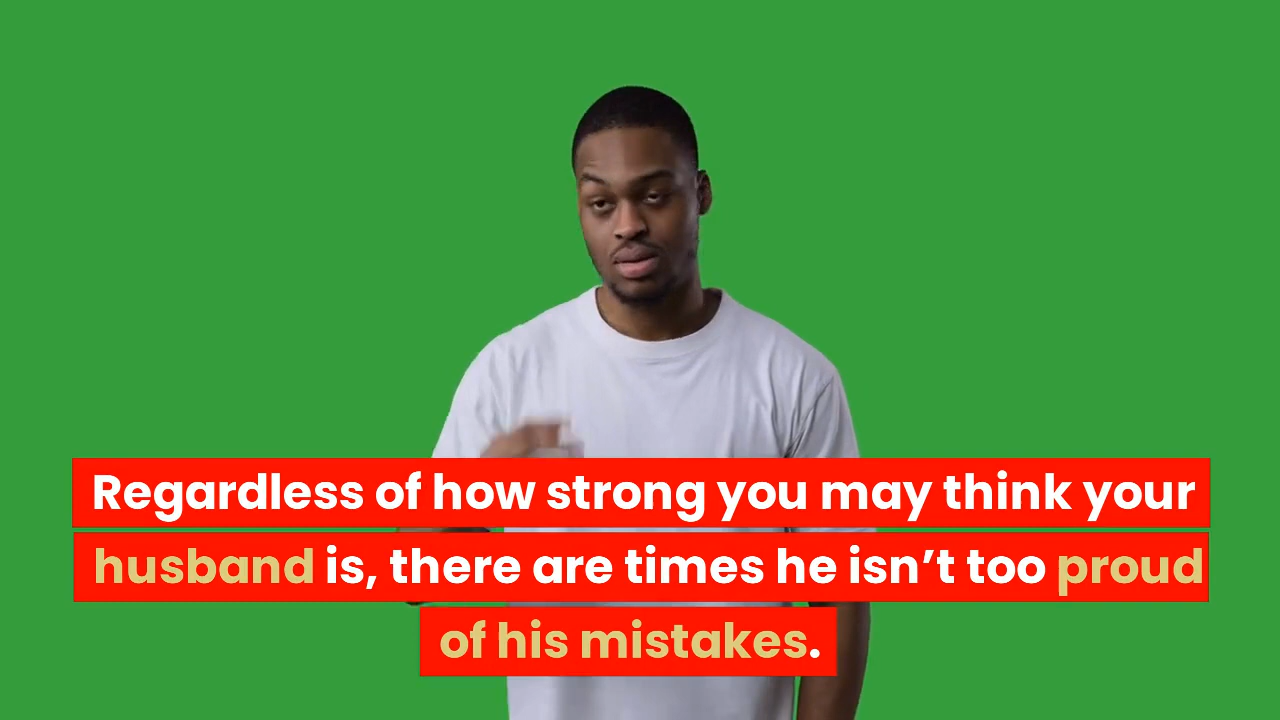 Regardless of how strong you may think your
husband is, there are times he isn’t too proud
of his mistakes.